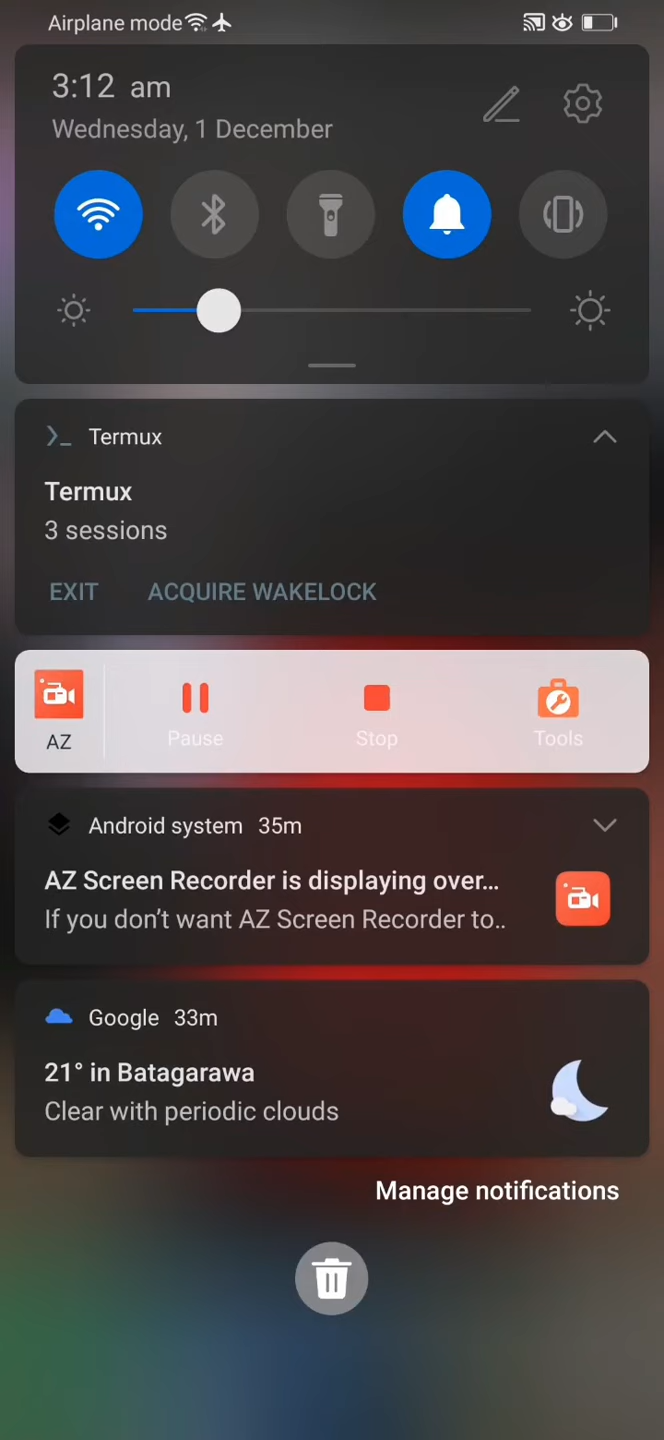 Airplane mode
3:12 am
Wednesday, 1 December
Termux
Termux
3 sessions
EXIT ACQUIRE WAKELOCK
AZ Pause Stop Tools
Android system 35m
AZ Screen Recorder is displaying over...
If you don’t want AZ Screen Recorder to..
Google 33m
21° in Batagarawa
Clear with periodic clouds
Manage notifications